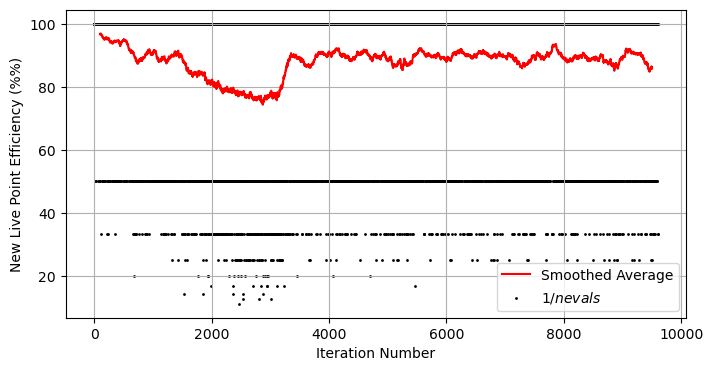 New Live Point Efficiency (%%)
100
80
60
40
20
Smoothed Average
1/nevals
0
2000
4000
6000
8000
10000
Iteration Number